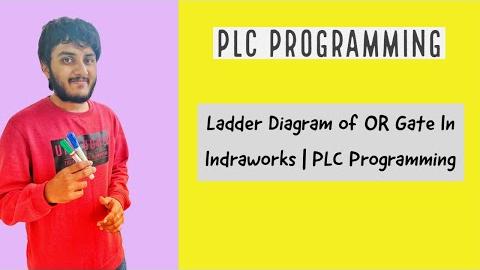 PLC PROGRAMMING
Ladder Diagram of OR Gate In
Indraworks | PLC Programming